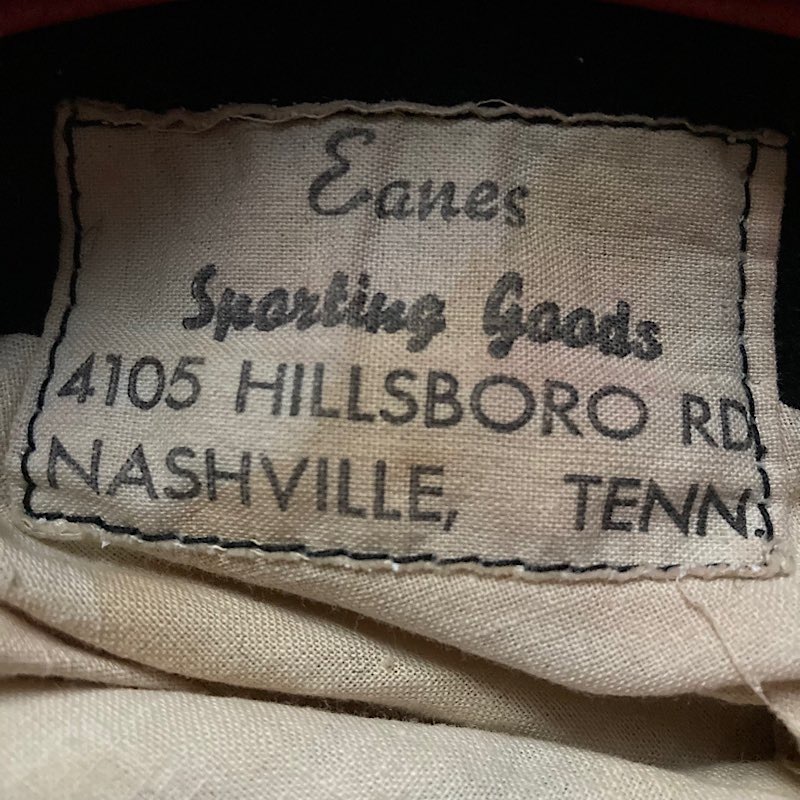 Eanes
Sporting Goods
4105 HILLSBORO RD.
NASHVILLE, TENN.